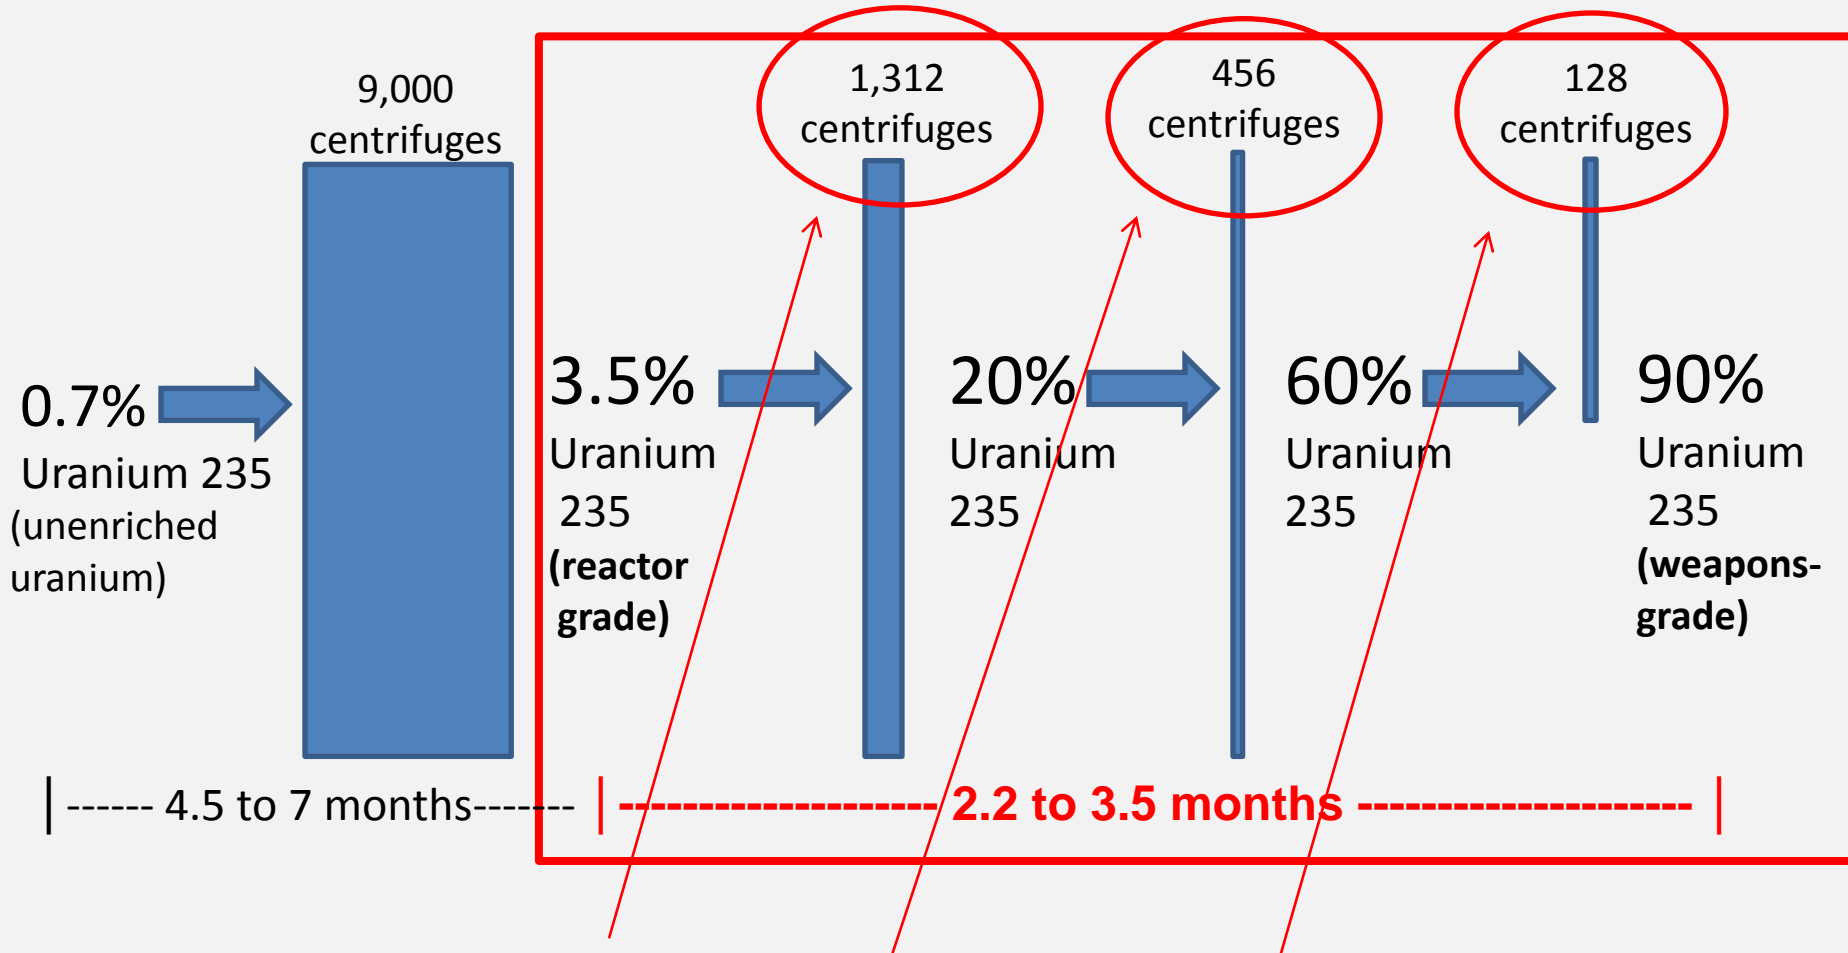 9,000
centrifuges
1,312
centrifuges
456
centrifuges
128
centrifuges
0.7%
Uranium 235
(unenriched
uranium)
3.5%
Uranium
235
(reactor
grade)
20%
Uranium
235
60%
Uranium
235
90%
Uranium
235
(weapons-
grade)
|------ 4.5 to 7 months-------|
-------------------- 2.2 to 3.5 months ---------------------|